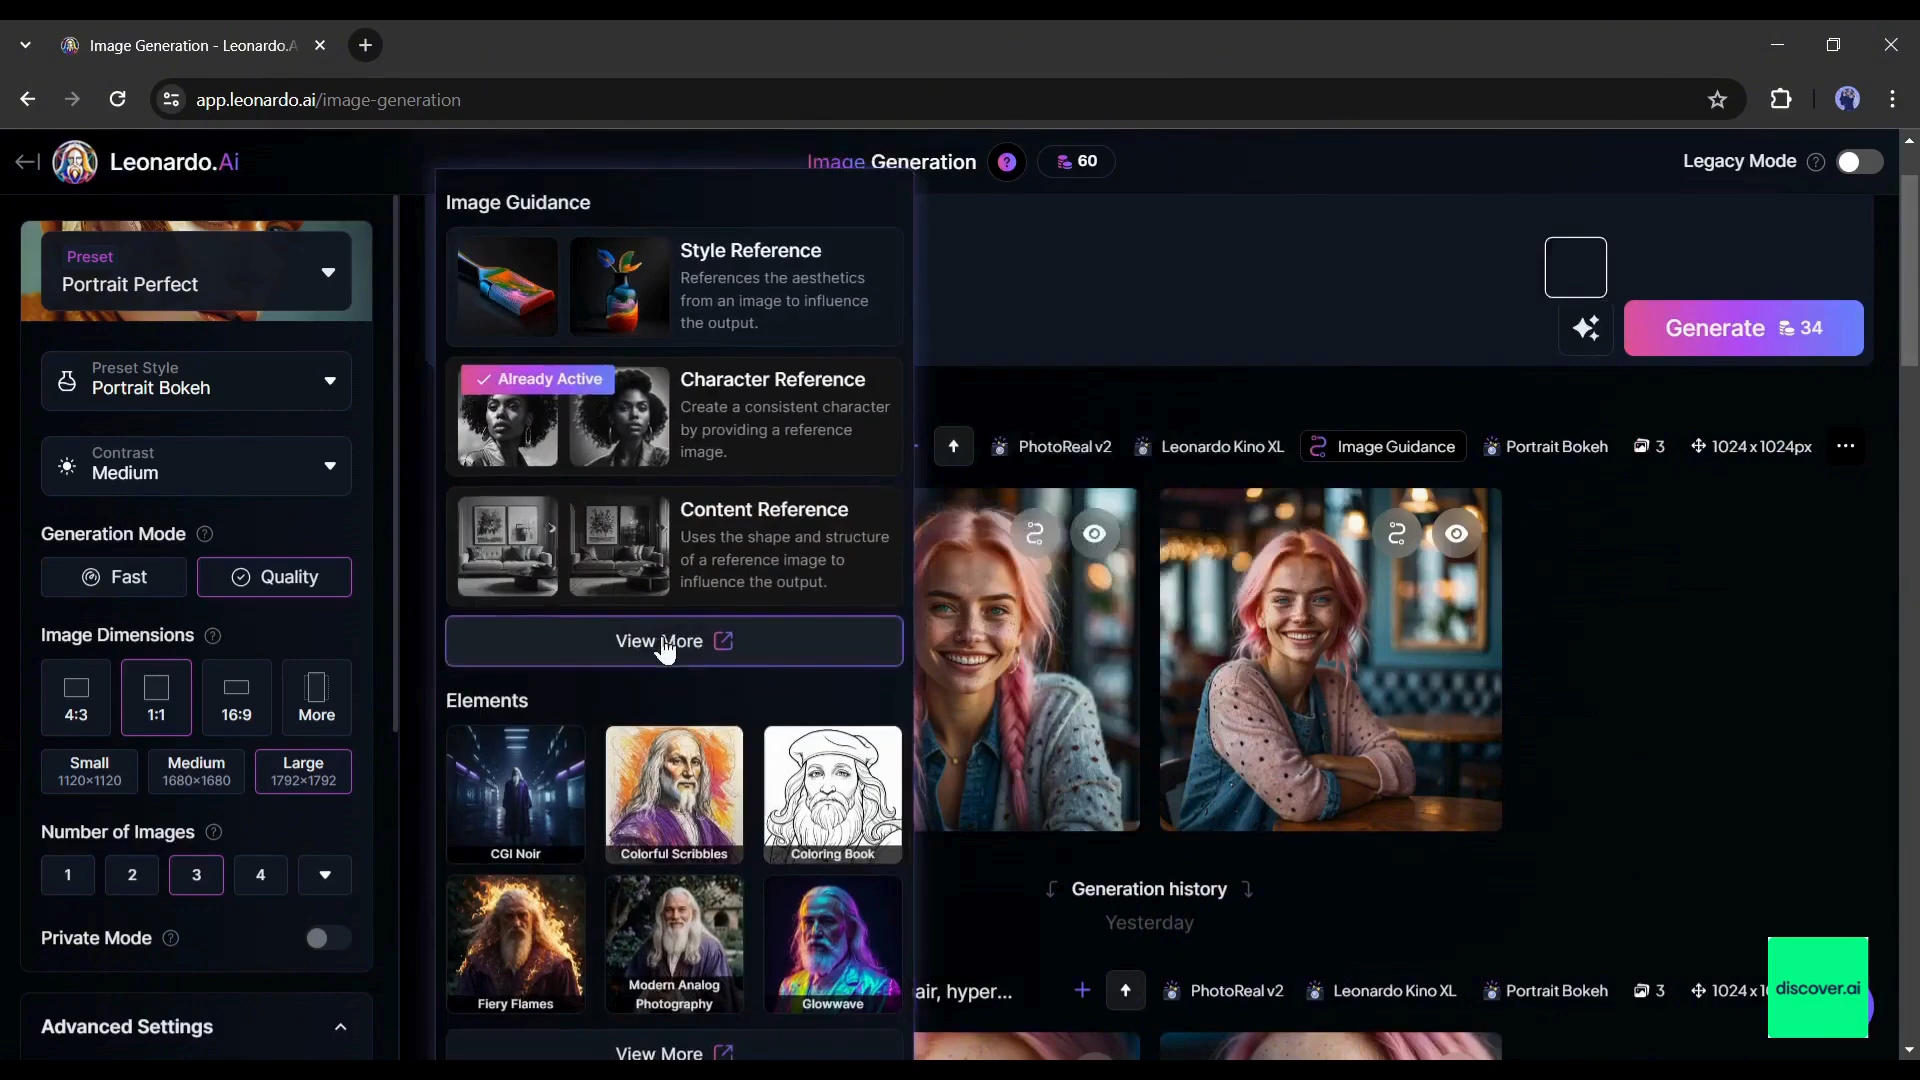 Image Generation - Leonardo.A
app.leonardo.ai/image-generation
Leonardo.Ai
Image Generation
?
60
Legacy Mode ?
Preset
Portrait Perfect
Preset Style
Portrait Bokeh
Contrast
Medium
Generation Mode ?
Fast
Quality
Image Dimensions ?
4:3
1:1
16:9
More
Small
1120×1120
Medium
1680×1680
Large
1792×1792
Number of Images ?
1
2
3
4
Private Mode ?
Advanced Settings
Image Guidance
Style Reference
References the aesthetics
from an image to influence
the output.
Already Active
Character Reference
Create a consistent character
by providing a reference
image.
Content Reference
Uses the shape and structure
of a reference image to
influence the output.
View More
Elements
CGI Noir
Colorful Scribbles
Coloring Book
Fiery Flames
Modern Analog
Photography
Glowwave
View More
Generate 34
PhotoReal v2
Leonardo Kino XL
Image Guidance
Portrait Bokeh
3
1024 x 1024px
Generation history
Yesterday
air, hyper...
PhotoReal v2
Leonardo Kino XL
Portrait Bokeh
3
1024 x 1
discover.ai